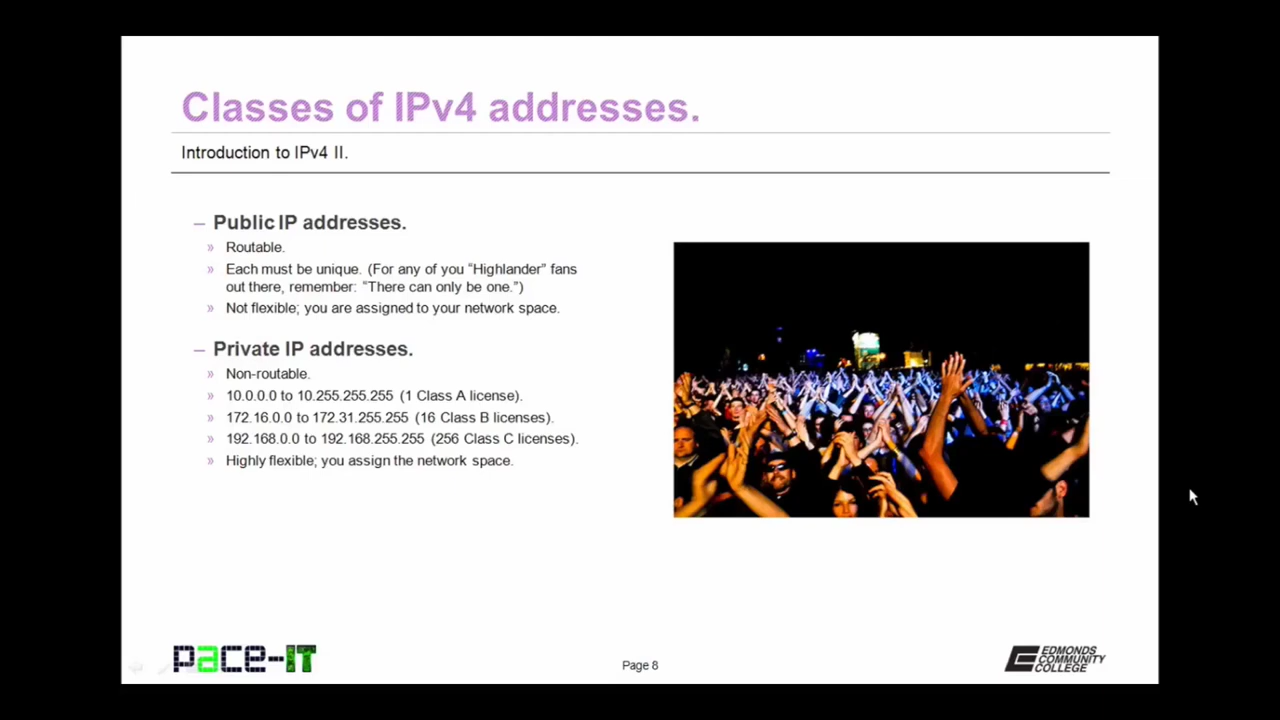 Classes of IPv4 addresses.
Introduction to IPv4 II.
– Public IP addresses.
» Routable.
» Each must be unique. (For any of you “Highlander” fans
out there, remember: “There can only be one.”)
» Not flexible; you are assigned to your network space.
– Private IP addresses.
» Non-routable.
» 10.0.0.0 to 10.255.255.255 (1 Class A license).
» 172.16.0.0 to 172.31.255.255 (16 Class B licenses).
» 192.168.0.0 to 192.168.255.255 (256 Class C licenses).
» Highly flexible; you assign the network space.
pace-IT
Page 8
EDMONDS
COMMUNITY
COLLEGE